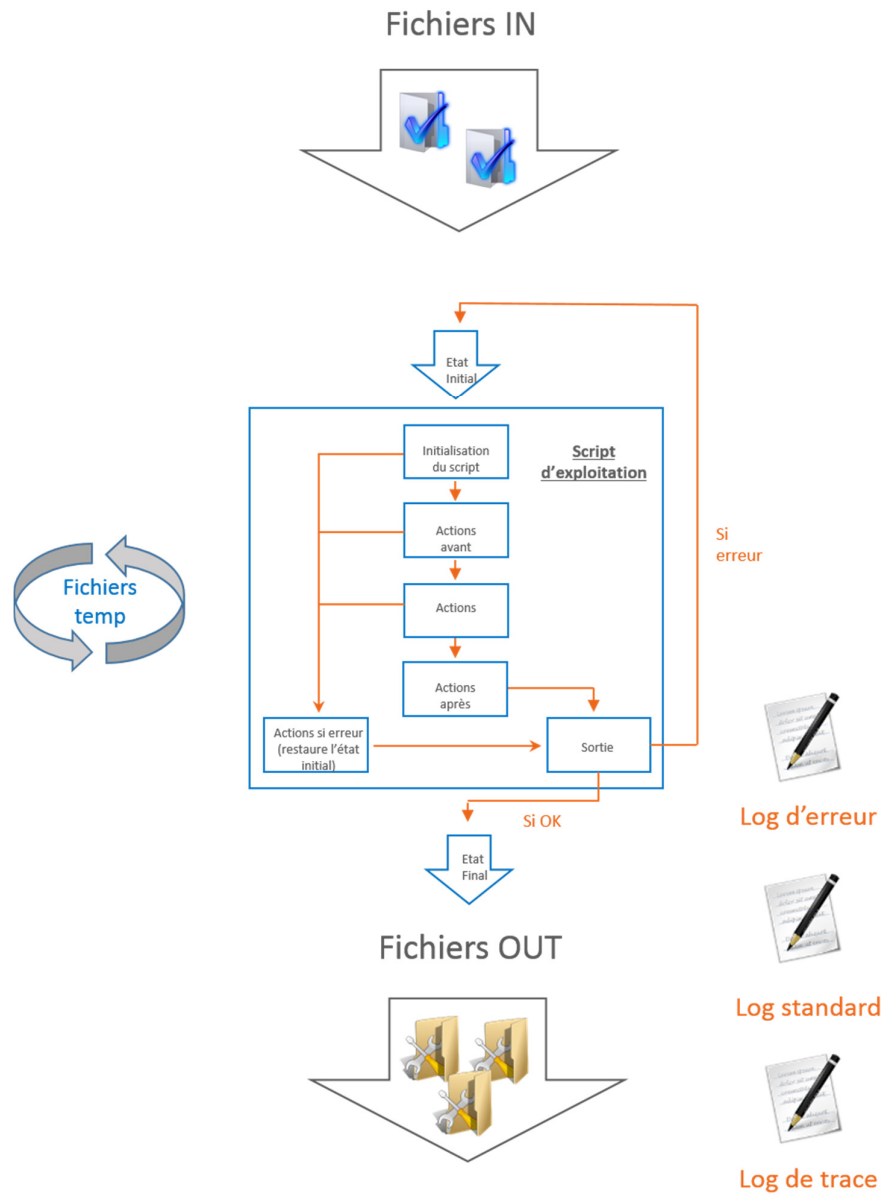 Fichiers IN
Etat
Initial
Initialisation
du script
Script
d'exploitation
Actions
avant
Si
erreur
Fichiers
temp
Actions
Actions
après
Actions si erreur
(restaure l'état
initial)
Sortie
Si OK
Log d'erreur
Etat
Final
Fichiers OUT
Log standard
Log de trace